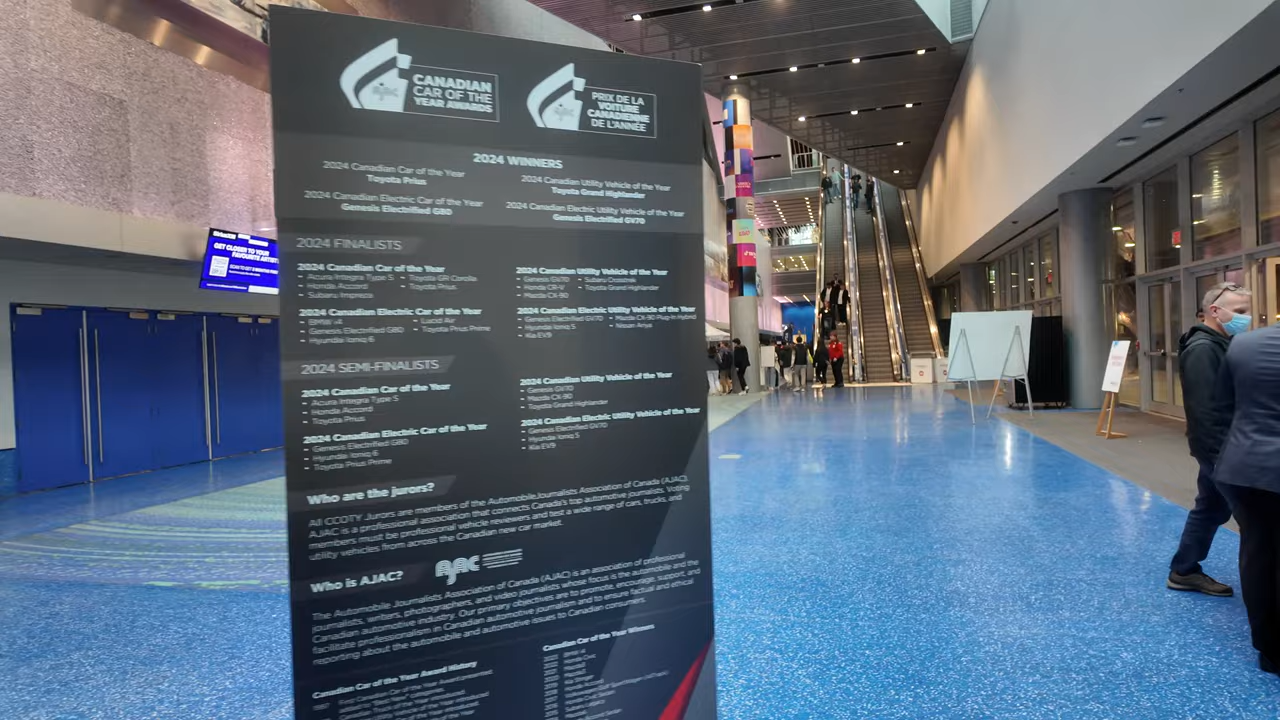 CANADIAN
CAR OF THE
YEAR AWARDS
AJAC
PRIX DE LA
VOITURE
CANADIENNE
DE L'ANNÉE
AJAC
2024 WINNERS
2024 Canadian Car of the Year
Toyota Prius
2024 Canadian Utility Vehicle of the Year
Toyota Grand Highlander
2024 Canadian Electric Car of the Year
Genesis Electrified G80
2024 Canadian Electric Utility Vehicle of the Year
Genesis Electrified GV70
2024 FINALISTS
2024 Canadian Car of the Year
- Acura Integra Type S
- Honda Accord
- Subaru Impreza
- Toyota GR Corolla
- Toyota Prius
2024 Canadian Utility Vehicle of the Year
- Genesis GV70
- Honda CR-V
- Mazda CX-90
- Subaru Crosstrek
- Toyota Grand Highlander
2024 Canadian Electric Car of the Year
- BMW i4
- Genesis Electrified G80
- Hyundai Ioniq 6
- Lucid Air
- Toyota Prius Prime
2024 Canadian Electric Utility Vehicle of the Year
- Genesis Electrified GV70
- Hyundai Ioniq 5
- Kia EV9
- Mazda CX-90 Plug-in Hybrid
- Nissan Ariya
2024 SEMI-FINALISTS
2024 Canadian Car of the Year
- Acura Integra Type S
- Honda Accord
- Toyota Prius
2024 Canadian Utility Vehicle of the Year
- Genesis GV70
- Mazda CX-90
- Toyota Grand Highlander
2024 Canadian Electric Car of the Year
- Genesis Electrified G80
- Hyundai Ioniq 6
- Toyota Prius Prime
2024 Canadian Electric Utility Vehicle of the Year
- Genesis Electrified GV70
- Hyundai Ioniq 5
- Kia EV9
Who are the jurors?
All CCOTY Jurors are members of the Automobile Journalists Association of Canada (AJAC).
AJAC is a professional association that connects Canada's top automotive journalists. Voting
members must be professional vehicle reviewers and test a wide range of cars, trucks, and
utility vehicles from across the Canadian new car market.
Who is AJAC?
AJAC
The Automobile Journalists Association of Canada (AJAC) is an association of professional
journalists, writers, photographers, and video journalists whose focus is the automobile and the
Canadian automotive industry. Our primary objectives are to promote, encourage, support, and
facilitate professionalism in Canadian automotive journalism and to ensure factual and ethical
reporting about the automobile and automotive issues to Canadian consumers.
Canadian Car of the Year Award History
Canadian Car of the Year Winners
GET CLOSER TO YOUR
FAVOURITE ARTIST